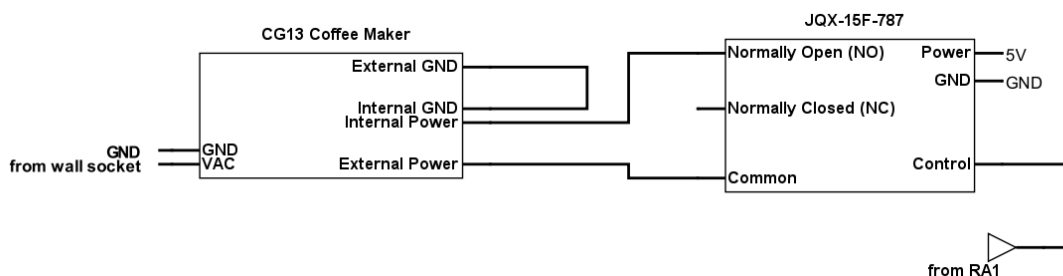 JQX-15F-787
CG13 Coffee Maker
Normally Open (NO)
Power
5V
External GND
GND
GND
Internal GND
Normally Closed (NC)
Internal Power
GND
GND
from wall socket
VAC
External Power
Control
Common
from RA1